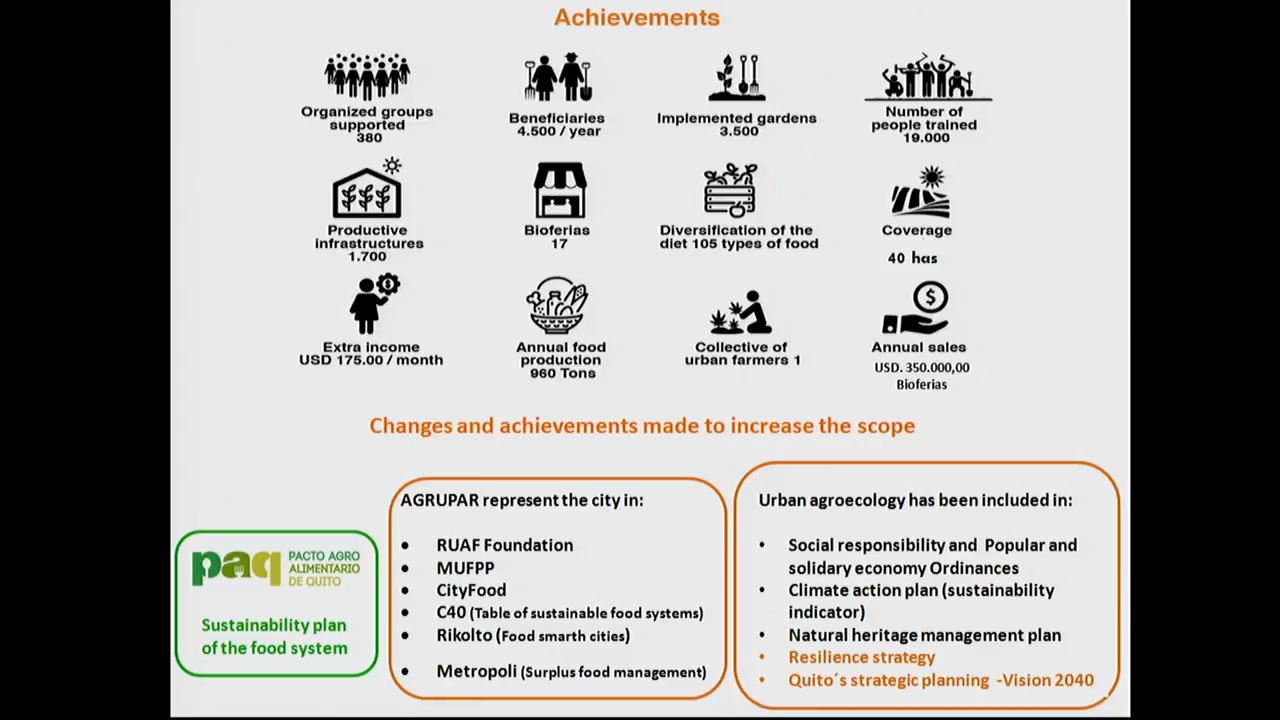 Achievements
Organized groups
supported
380
Beneficiaries
4.500 / year
Implemented gardens
3.500
Number of
people trained
19.000
Productive
infrastructures
1.700
Bioferias
17
Diversification of the
diet 105 types of food
Coverage
40 has
Extra income
USD 175.00 / month
Annual food
production
960 Tons
Collective of
urban farmers 1
Annual sales
USD. 350.000,00
Bioferias
Changes and achievements made to increase the scope
paq PACTO AGRO
ALIMENTARIO
DE QUITO
Sustainability plan
of the food system
AGRUPAR represent the city in:
• RUAF Foundation
• MUFPP
• CityFood
• C40 (Table of sustainable food systems)
• Rikolto (Food smarth cities)
• Metropoli (Surplus food management)
Urban agroecology has been included in:
• Social responsibility and Popular and
solidary economy Ordinances
• Climate action plan (sustainability
indicator)
• Natural heritage management plan
• Resilience strategy
• Quito´s strategic planning -Vision 2040